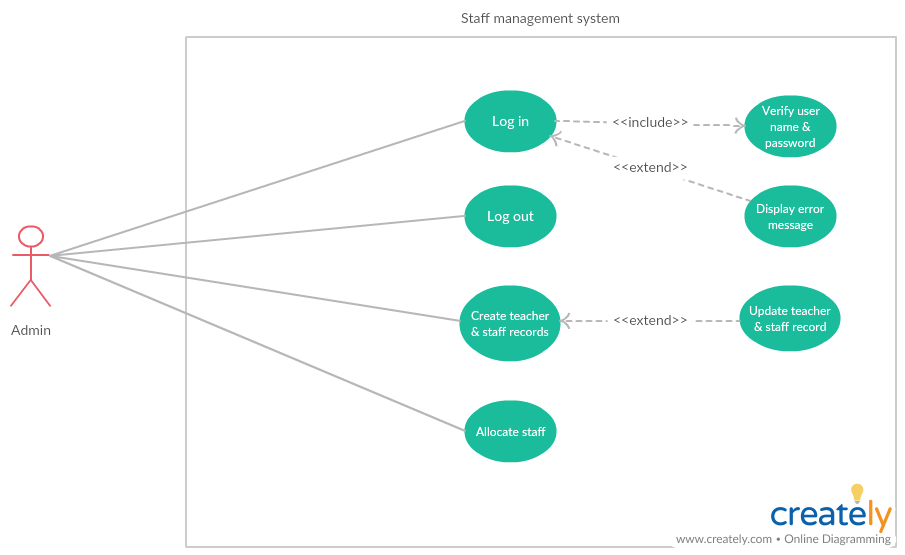 Staff management system
Log in
<<include>>
Verify user
name &
password
<<extend>>
Log out
Display error
message
Admin
Create teacher
& staff records
<<extend>>
Update teacher
& staff record
Allocate staff
creately
www.creately.com • Online Diagramming